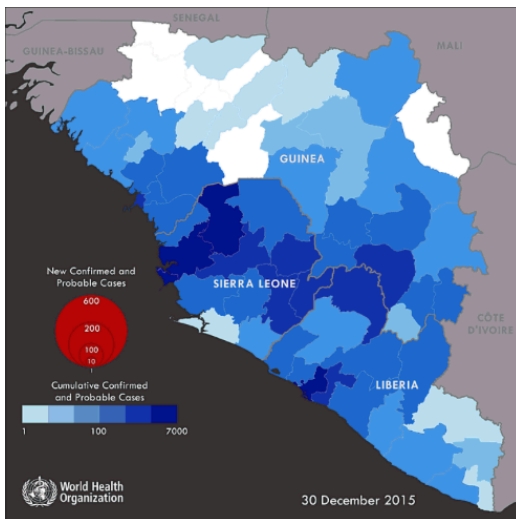 SENEGAL
GUINEA-BISSAU
MALI
GUINEA
SIERRA LEONE
CÔTE
D'IVOIRE
LIBERIA
New Confirmed and
Probable Cases
600
200
100
10
1
Cumulative Confirmed
and Probable Cases
1
100
7000
World Health
Organization
30 December 2015